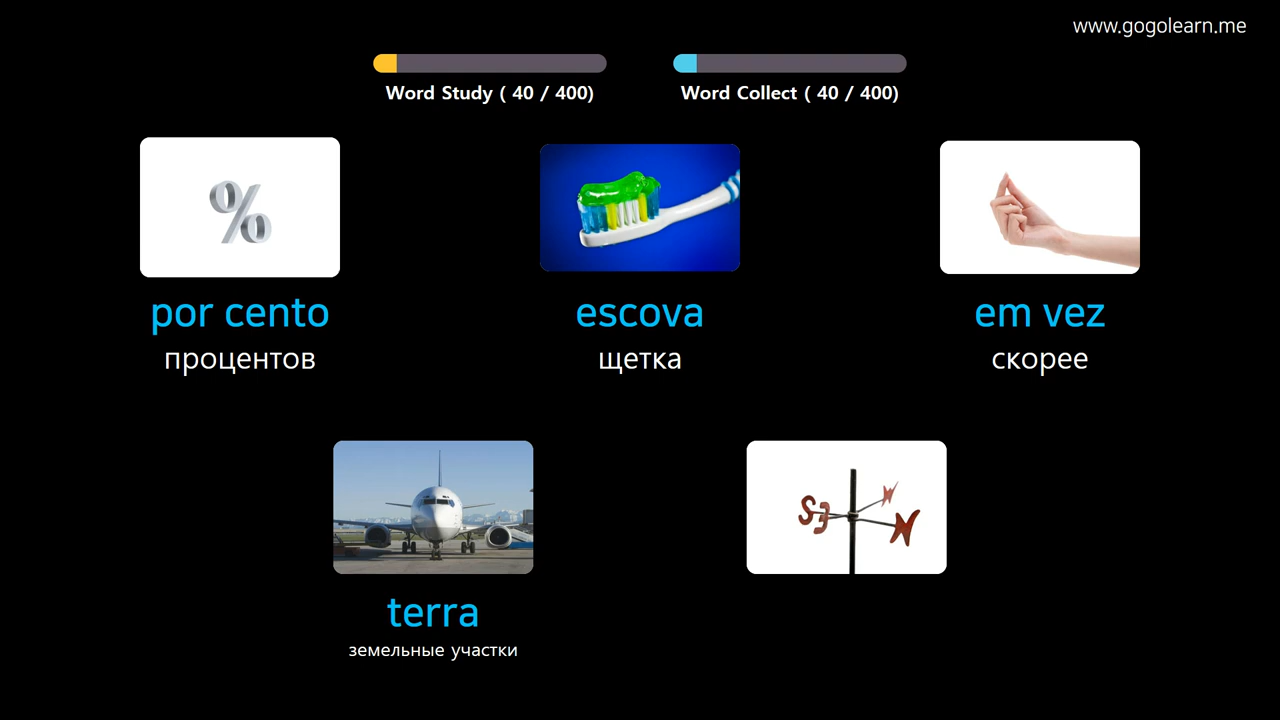 www.gogolearn.me
Word Study ( 40 / 400)
Word Collect ( 40 / 400)
%
por cento
escova
em vez
процентов
щетка
скорее
S E N W
terra
земельные участки